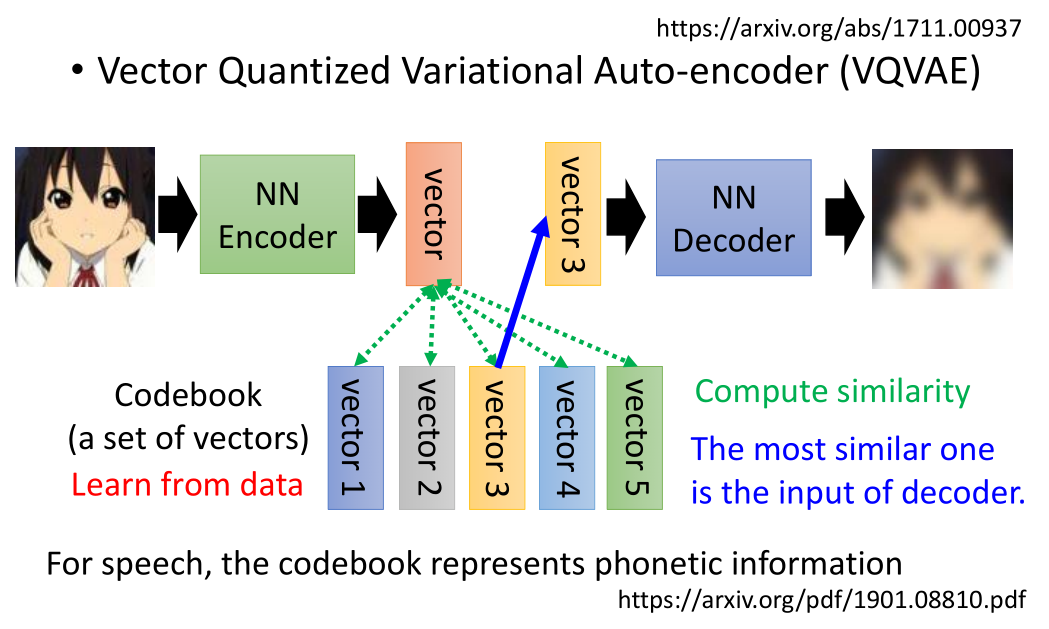 https://arxiv.org/abs/1711.00937
• Vector Quantized Variational Auto-encoder (VQVAE)
NN
Encoder
vector
vector 3
NN
Decoder
Codebook
(a set of vectors)
Learn from data
vector 1
vector 2
vector 3
vector 4
vector 5
Compute similarity
The most similar one
is the input of decoder.
For speech, the codebook represents phonetic information
https://arxiv.org/pdf/1901.08810.pdf